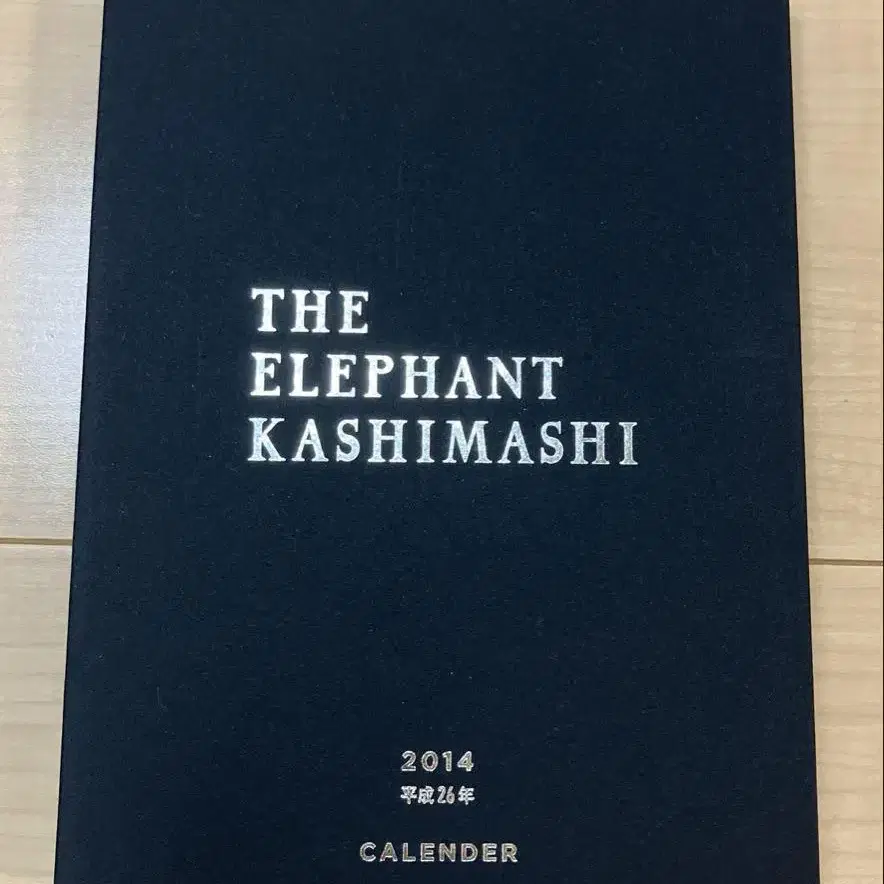 THE
ELEPHANT
KASHIMASHI
2014
平成26年
CALENDER